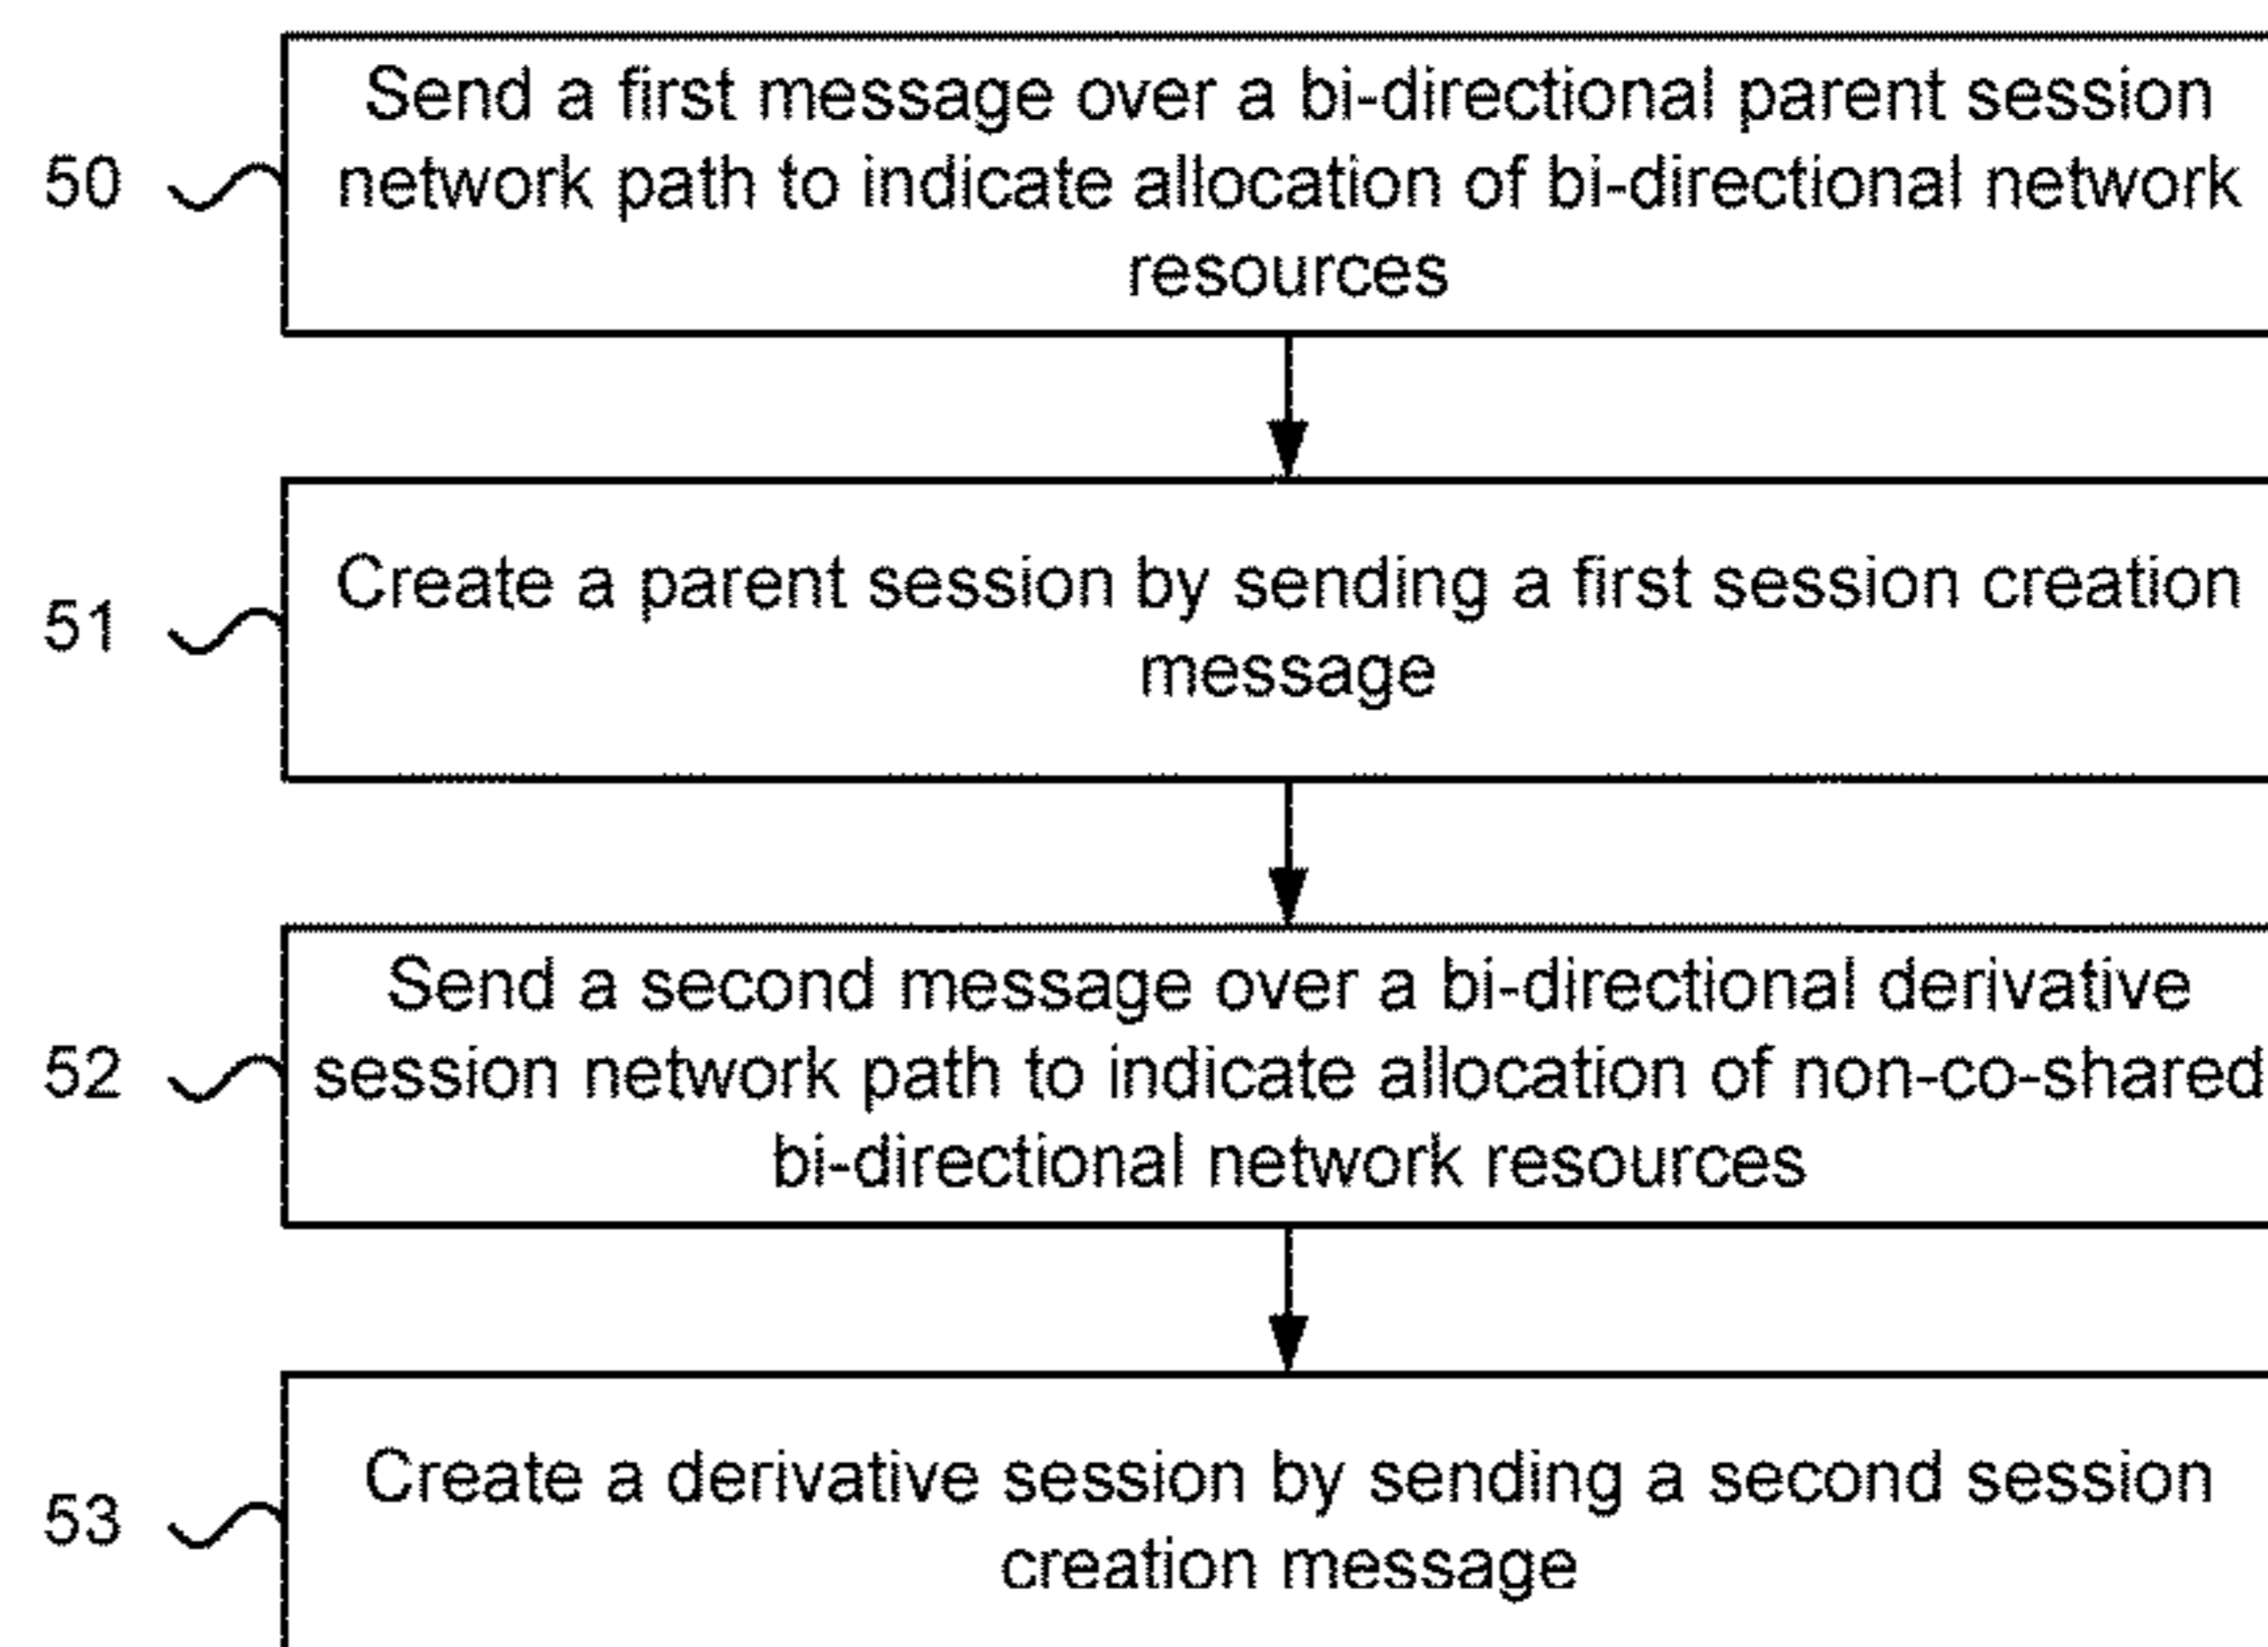 Send a first message over a bi-directional parent session
50
network path to indicate allocation of bi-directional network
resources
Create a parent session by sending a first session creation
51
message
Send a second message over a bi-directional derivative
52
session network path to indicate allocation of non-co-shared
bi-directional network resources
Create a derivative session by sending a second session
53
creation message